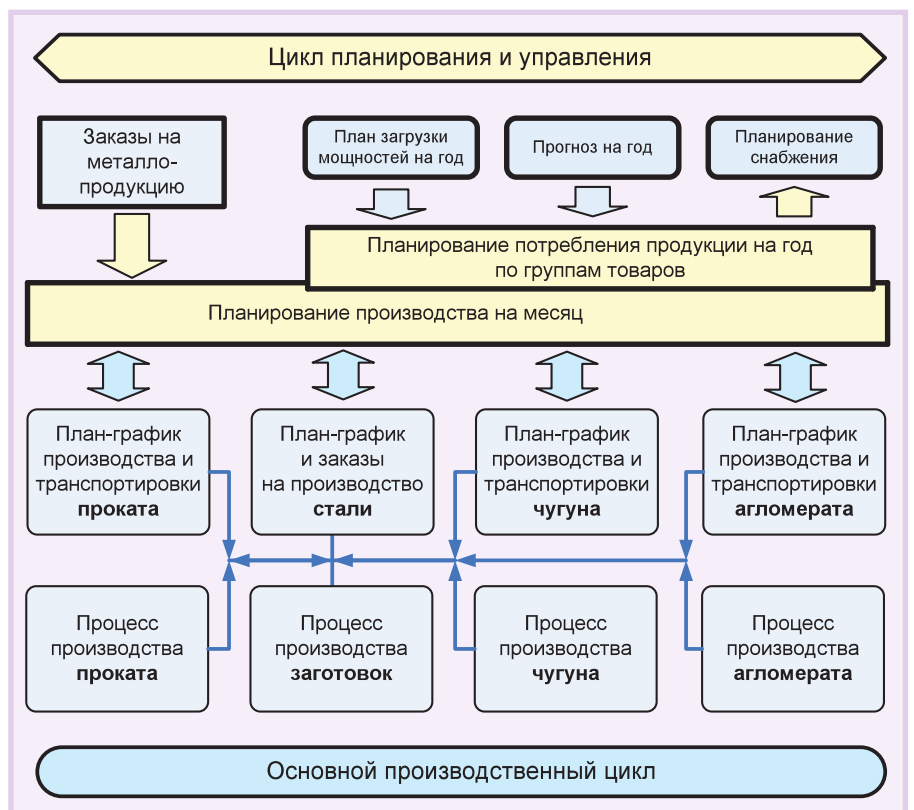 Цикл планирования и управления
Заказы на
металло-
продукцию
План загрузки
мощностей на год
Прогноз на год
Планирование
снабжения
Планирование потребления продукции на год
по группам товаров
Планирование производства на месяц
План-график
производства и
транспортировки
проката
План-график
и заказы
на производство
стали
План-график
производства и
транспортировки
чугуна
План-график
производства и
транспортировки
агломерата
Процесс
производства
проката
Процесс
производства
заготовок
Процесс
производства
чугуна
Процесс
производства
агломерата
Основной производственный цикл